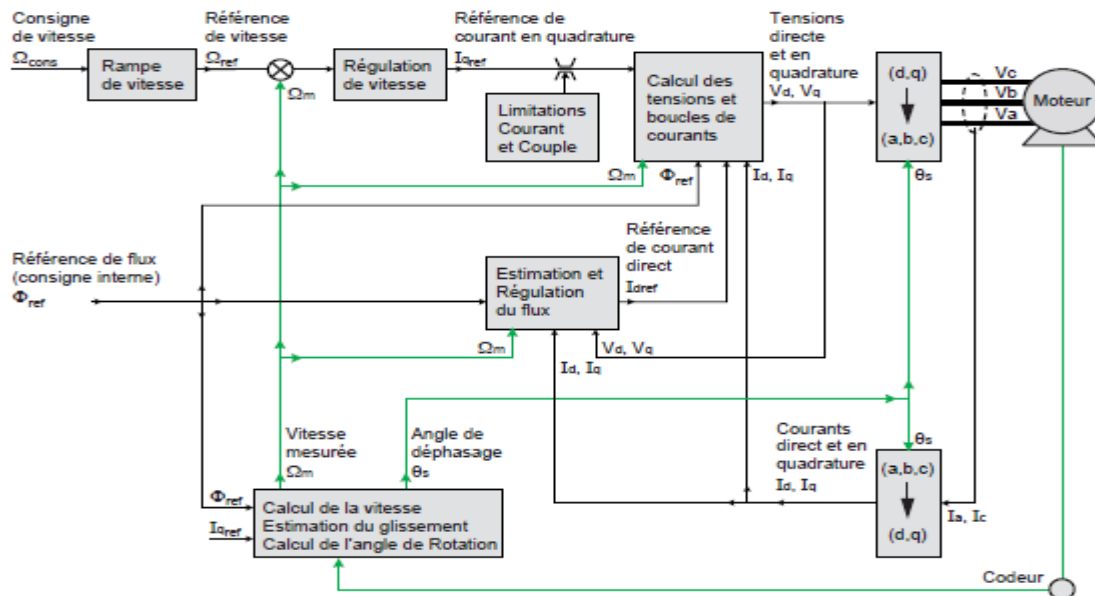 Consigne
de vitesse
Ωcons
Rampe
de vitesse
Référence
de vitesse
Ωref
Ωm
Régulation
de vitesse
Référence de
courant en quadrature
Iqref
Limitations
Courant
et Couple
Calcul des
tensions et
boucles de
courants
Tensions
directe
et en
quadrature
Vd, Vq
(d,q)
(a,b,c)
Vc
Vb
Va
Moteur
Ωm
Φref
Id, Iq
θs
Référence de flux
(consigne interne)
Φref
Estimation et
Régulation
du flux
Référence
de courant
direct
Idref
Ωm
Id, Iq
Vd, Vq
Vitesse
mesurée
Ωm
Angle de
déphasage
θs
Courants
direct et en
quadrature
Id, Iq
θs
(a,b,c)
(d,q)
Ia, Ic
Φref
Iqref
Calcul de la vitesse
Estimation du glissement
Calcul de l'angle de Rotation
Codeur